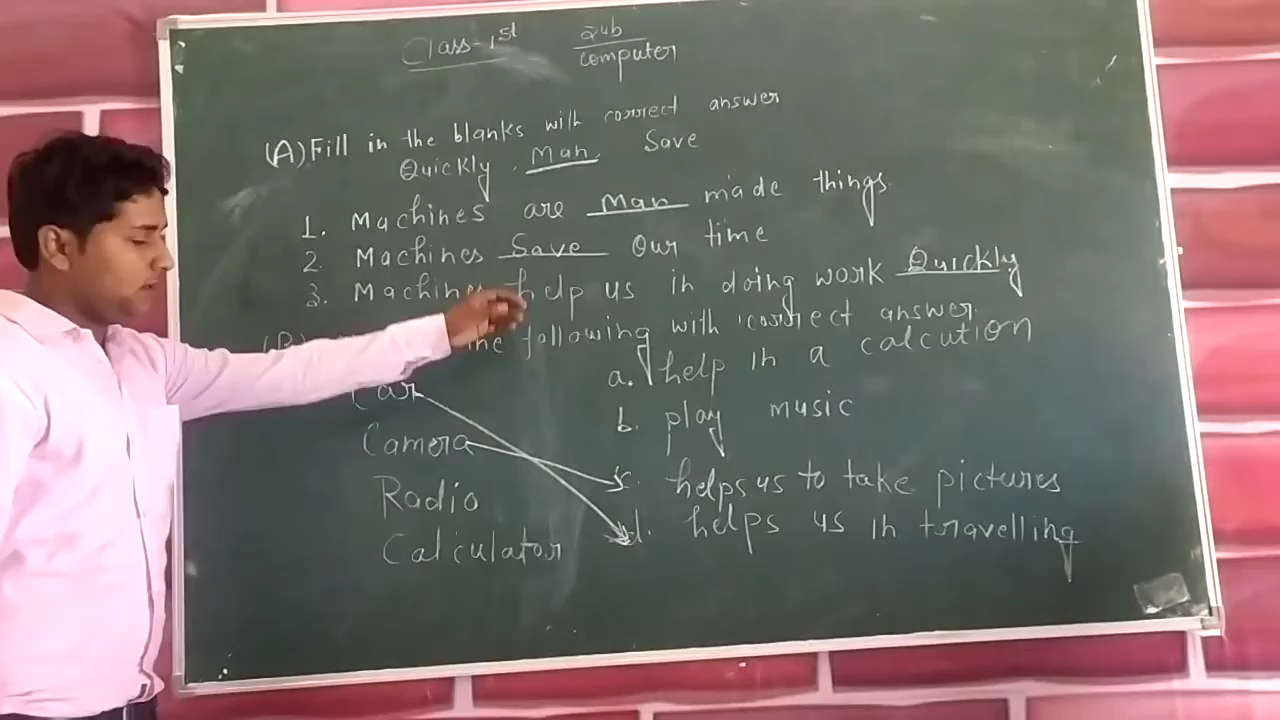 Class-1st Sub
computer
(A) Fill in the blanks with correct answer
Quickly . Man Save
1. Machines are Man made things
2. Machines Save Our time
3. Machines help us in doing work Quickly
(B) the following with correct answer
Car a. help in a calcution
Camera b. play music
Radio c. helps us to take pictures
Calculator d. helps us in travelling